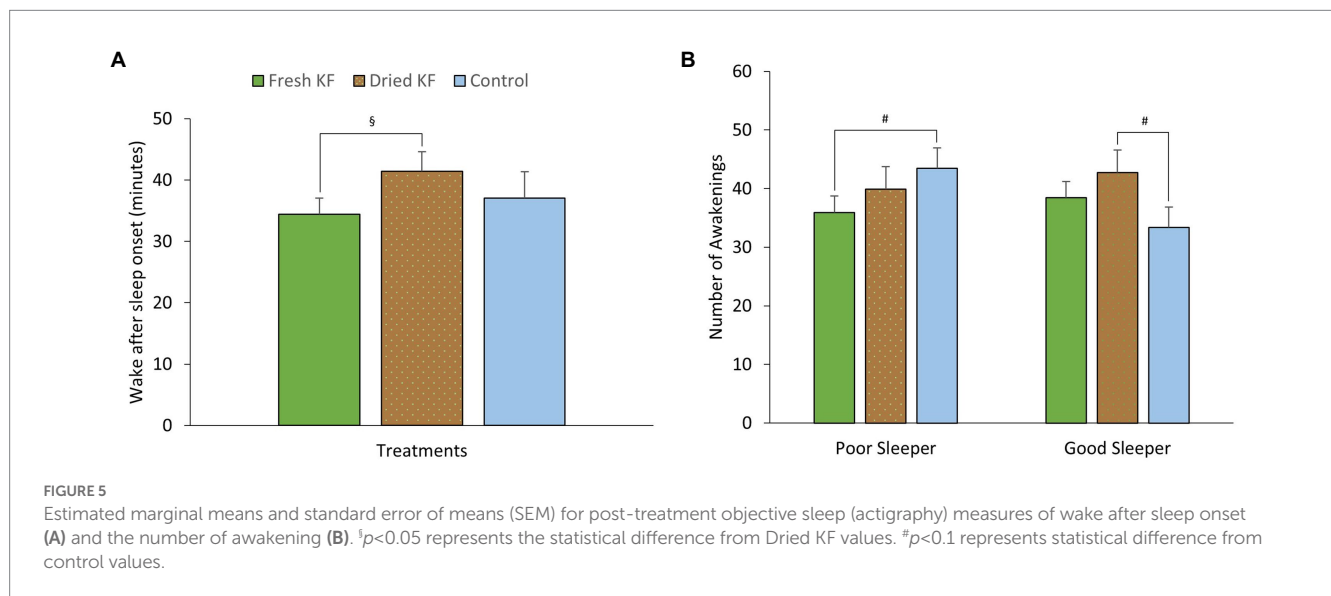 A
Fresh KF Dried KF Control
Wake after sleep onset (minutes)
50
40
30
20
10
0
§
Treatments
B
Number of Awakenings
60
50
40
30
20
10
0
#
#
Poor Sleeper Good Sleeper
FIGURE 5
Estimated marginal means and standard error of means (SEM) for post-treatment objective sleep (actigraphy) measures of wake after sleep onset
(A) and the number of awakening (B). §p<0.05 represents the statistical difference from Dried KF values. #p<0.1 represents statistical difference from
control values.